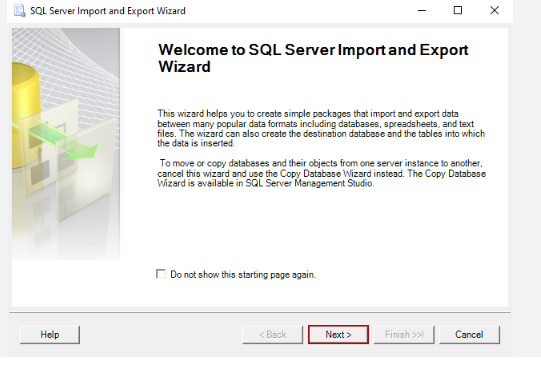 SQL Server Import and Export Wizard
Welcome to SQL Server Import and Export
Wizard
This wizard helps you to create simple packages that import and export data
between many popular data formats including databases, spreadsheets, and text
files. The wizard can also create the destination database and the tables into which
the data is inserted.
To move or copy databases and their objects from one server instance to another,
cancel this wizard and use the Copy Database Wizard instead. The Copy Database
Wizard is available in SQL Server Management Studio.
Do not show this starting page again.
Help < Back Next > Finish >>| Cancel